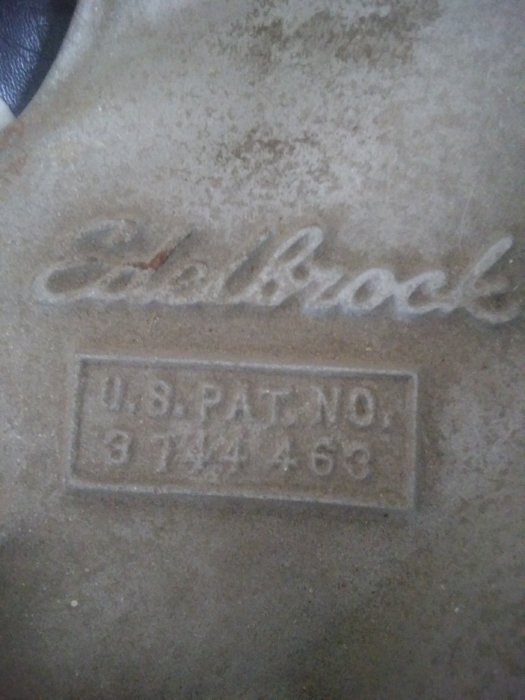 Edelbrock
U.S. PAT. NO.
3 744 463